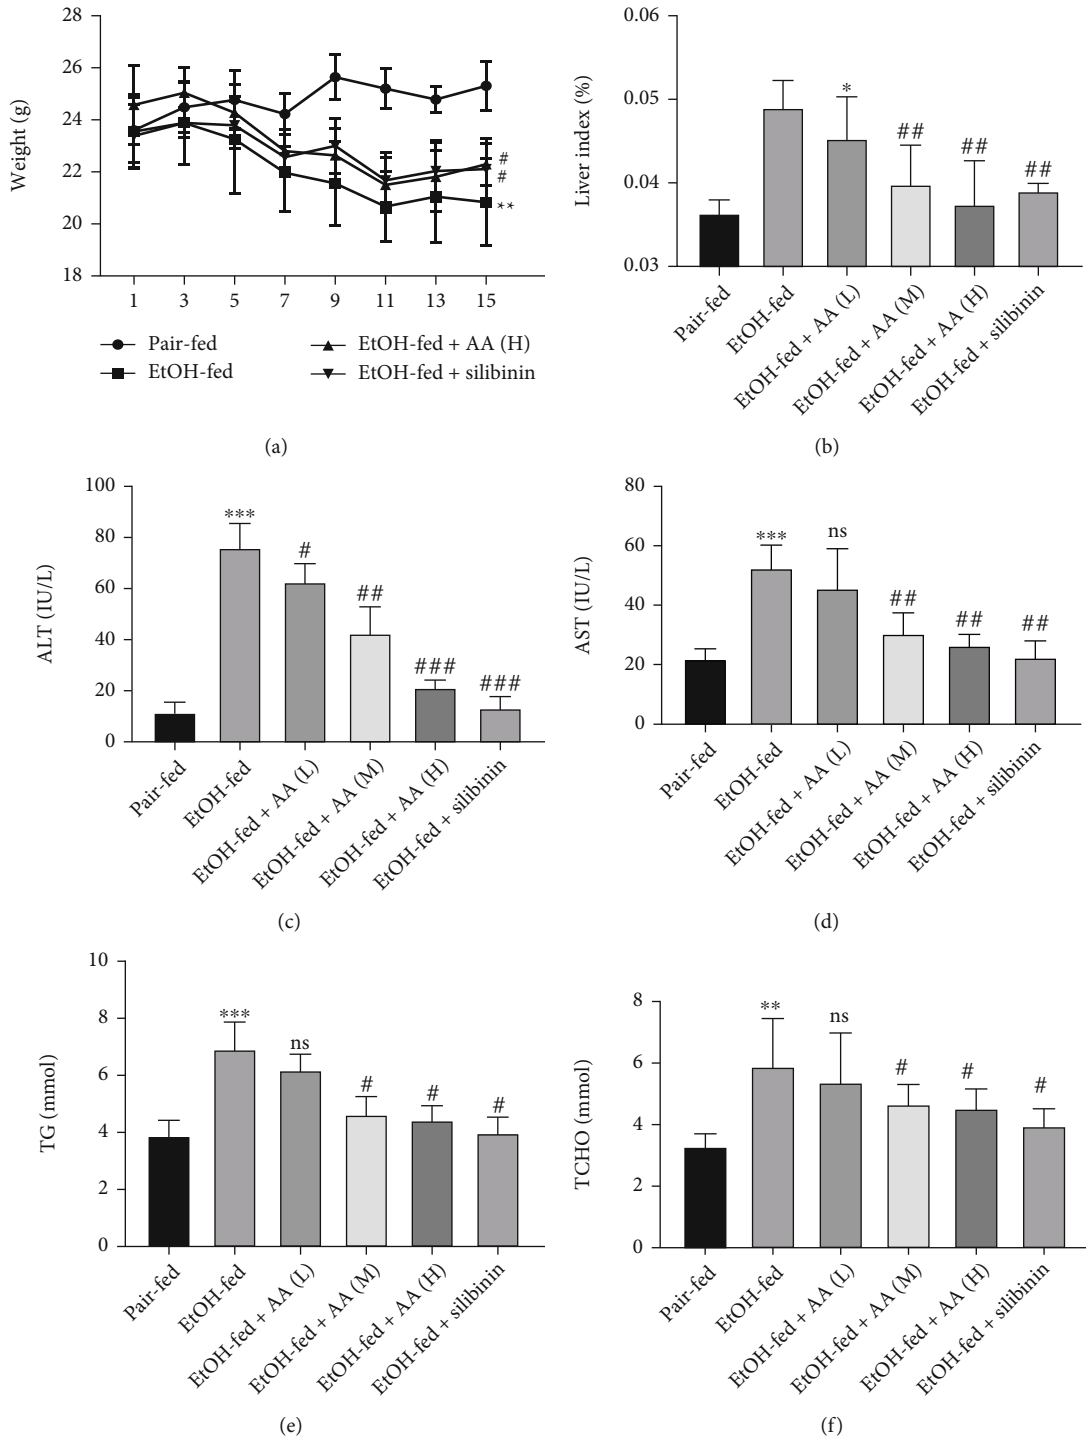 28
26
24
22
20
18
Weight (g)
1 3 5 7 9 11 13 15
#
#
**
Pair-fed
EtOH-fed
EtOH-fed + AA (H)
EtOH-fed + silibinin
(a)
0.06
0.05
0.04
0.03
Liver index (%)
* ## ## ##
Pair-fed
EtOH-fed
EtOH-fed + AA (L)
EtOH-fed + AA (M)
EtOH-fed + AA (H)
EtOH-fed + silibinin
(b)
100
80
60
40
20
0
ALT (IU/L)
*** # ## ### ###
Pair-fed
EtOH-fed
EtOH-fed + AA (L)
EtOH-fed + AA (M)
EtOH-fed + AA (H)
EtOH-fed + silibinin
(c)
80
60
40
20
0
AST (IU/L)
*** ns ## ## ##
Pair-fed
EtOH-fed
EtOH-fed + AA (L)
EtOH-fed + AA (M)
EtOH-fed + AA (H)
EtOH-fed + silibinin
(d)
10
8
6
4
2
0
TG (mmol)
*** ns # # #
Pair-fed
EtOH-fed
EtOH-fed + AA (L)
EtOH-fed + AA (M)
EtOH-fed + AA (H)
EtOH-fed + silibinin
(e)
8
6
4
2
0
TCHO (mmol)
** ns # # #
Pair-fed
EtOH-fed
EtOH-fed + AA (L)
EtOH-fed + AA (M)
EtOH-fed + AA (H)
EtOH-fed + silibinin
(f)